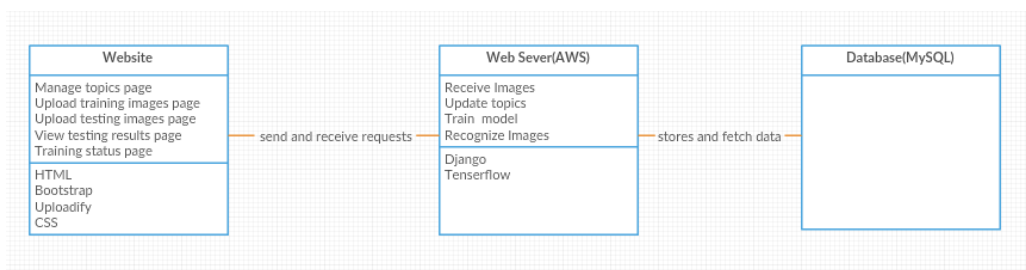 Website
Manage topics page
Upload training images page
Upload testing images page
View testing results page
Training status page
HTML
Bootstrap
Uploadify
CSS
send and receive requests
Web Sever(AWS)
Receive Images
Update topics
Train model
Recognize Images
Django
Tenserflow
stores and fetch data
Database(MySQL)